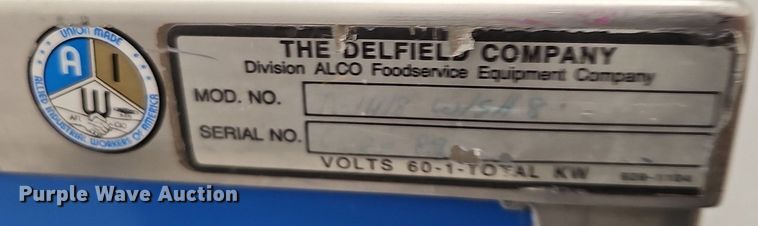 UNION MADE
A I W
ALLIED INDUSTRIAL WORKERS OF AMERICA
THE DELFIELD COMPANY
Division ALCO Foodservice Equipment Company
MOD. NO.
SERIAL NO.
VOLTS 60-1-TOTAL KW
Purple Wave Auction